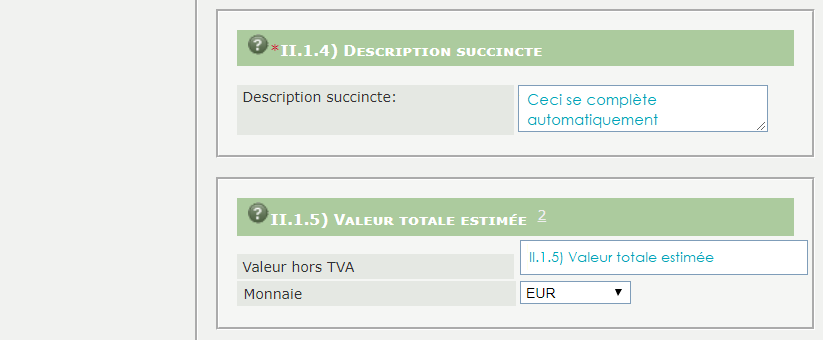 *II.1.4) Description succincte
Description succincte:
Ceci se complète
automatiquement
II.1.5) Valeur totale estimée 2
II.1.5) Valeur totale estimée
Valeur hors TVA
Monnaie
EUR